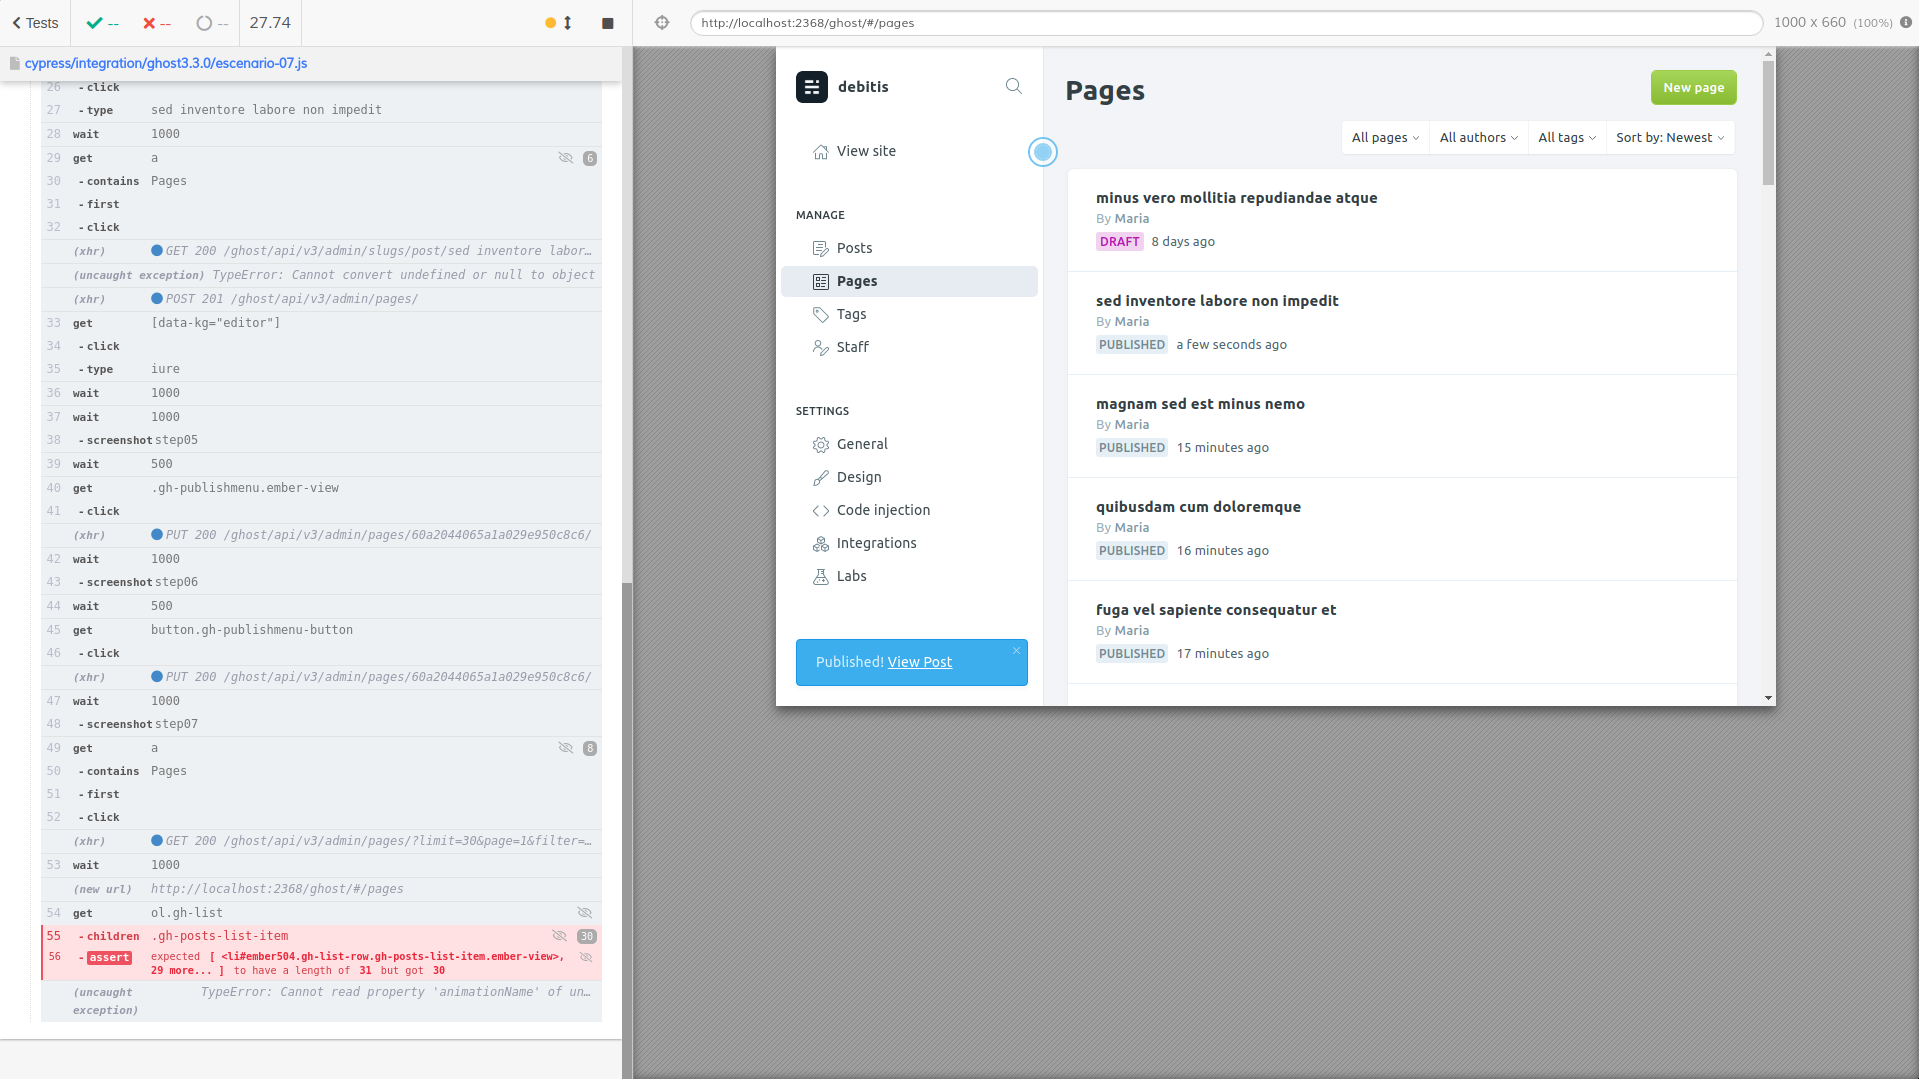 Tests
--
--
--
27.74
http://localhost:2368/ghost/#/pages
1000 x 660 (100%)
cypress/integration/ghost3.3.0/escenario-07.js
26 - click
27 - type sed inventore labore non impedit
28 wait 1000
29 get a 6
30 - contains Pages
31 - first
32 - click
(xhr) GET 200 /ghost/api/v3/admin/slugs/post/sed inventore labor…
(uncaught exception) TypeError: Cannot convert undefined or null to object
(xhr) POST 201 /ghost/api/v3/admin/pages/
33 get [data-kg="editor"]
34 - click
35 - type iure
36 wait 1000
37 wait 1000
38 - screenshot step05
39 wait 500
40 get .gh-publishmenu.ember-view
41 - click
(xhr) PUT 200 /ghost/api/v3/admin/pages/60a2044065a1a029e950c8c6/
42 wait 1000
43 - screenshot step06
44 wait 500
45 get button.gh-publishmenu-button
46 - click
(xhr) PUT 200 /ghost/api/v3/admin/pages/60a2044065a1a029e950c8c6/
47 wait 1000
48 - screenshot step07
49 get a 8
50 - contains Pages
51 - first
52 - click
(xhr) GET 200 /ghost/api/v3/admin/pages/?limit=30&page=1&filter=…
53 wait 1000
(new url) http://localhost:2368/ghost/#/pages
54 get ol.gh-list
55 - children .gh-posts-list-item 30
56 - assert expected [ <li#ember504.gh-list-row.gh-posts-list-item.ember-view>,
29 more... ] to have a length of 31 but got 30
(uncaught TypeError: Cannot read property 'animationName' of un…
exception)
debitis
View site
MANAGE
Posts
Pages
Tags
Staff
SETTINGS
General
Design
Code injection
Integrations
Labs
Published! View Post
Pages
New page
All pages
All authors
All tags
Sort by: Newest
minus vero mollitia repudiandae atque
By Maria
DRAFT 8 days ago
sed inventore labore non impedit
By Maria
PUBLISHED a few seconds ago
magnam sed est minus nemo
By Maria
PUBLISHED 15 minutes ago
quibusdam cum doloremque
By Maria
PUBLISHED 16 minutes ago
fuga vel sapiente consequatur et
By Maria
PUBLISHED 17 minutes ago